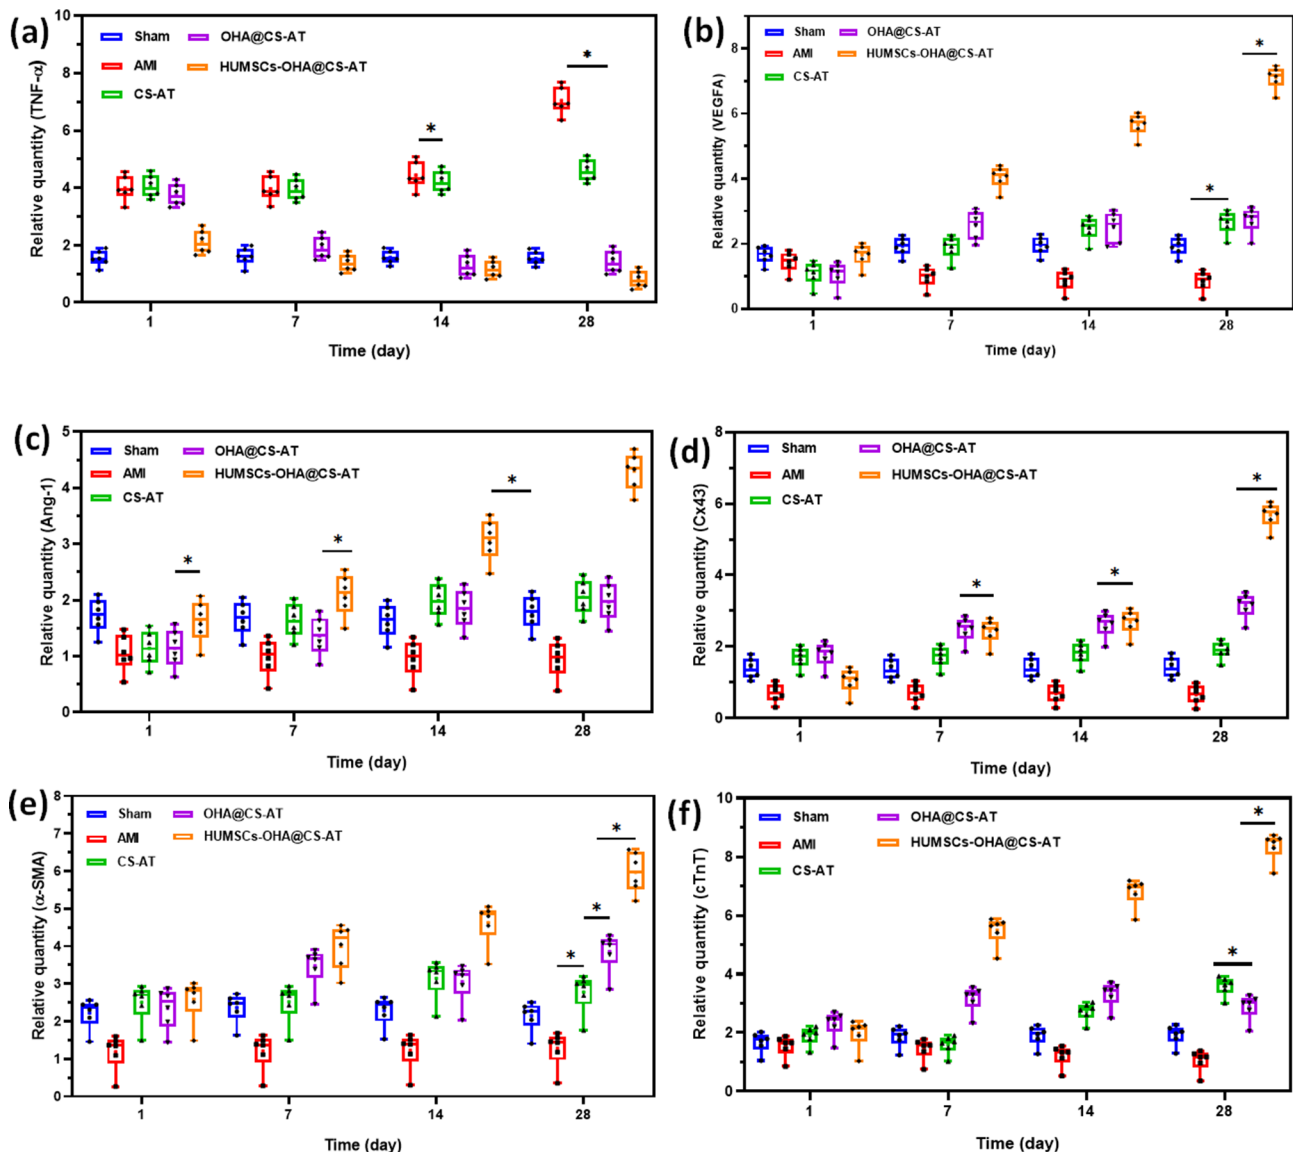 (a)
Relative quantity (TNF-α)
10
8
6
4
2
0
Sham
OHA@CS-AT
AMI
HUMSCs-OHA@CS-AT
CS-AT
*
*
1
7
14
28
Time (day)
(b)
Relative quantity (VEGFA)
8
6
4
2
0
Sham
OHA@CS-AT
AMI
HUMSCs-OHA@CS-AT
CS-AT
*
*
1
7
14
28
Time (day)
(c)
Relative quantity (Ang-1)
5
4
3
2
1
0
Sham
OHA@CS-AT
AMI
HUMSCs-OHA@CS-AT
CS-AT
*
*
*
1
7
14
28
Time (day)
(d)
Relative quantity (Cx43)
8
6
4
2
0
Sham
OHA@CS-AT
AMI
HUMSCs-OHA@CS-AT
CS-AT
*
*
*
1
7
14
28
Time (day)
(e)
Relative quantity (α-SMA)
8
7
6
5
4
3
2
1
0
Sham
OHA@CS-AT
AMI
HUMSCs-OHA@CS-AT
CS-AT
*
*
*
1
7
14
28
Time (day)
(f)
Relative quantity (cTnT)
10
8
6
4
2
0
Sham
OHA@CS-AT
AMI
HUMSCs-OHA@CS-AT
CS-AT
*
*
1
7
14
28
Time (day)